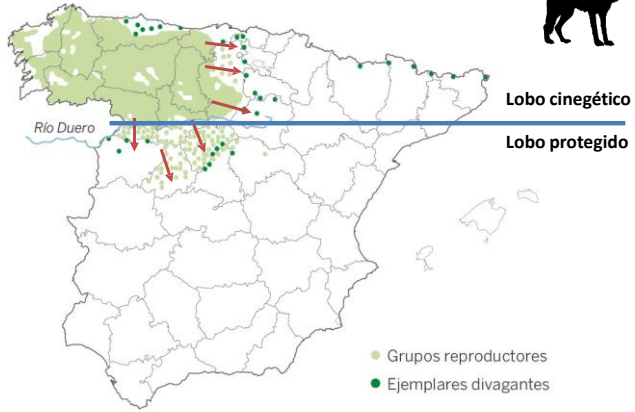 Lobo cinegético
Río Duero
Lobo protegido
Grupos reproductores
Ejemplares divagantes